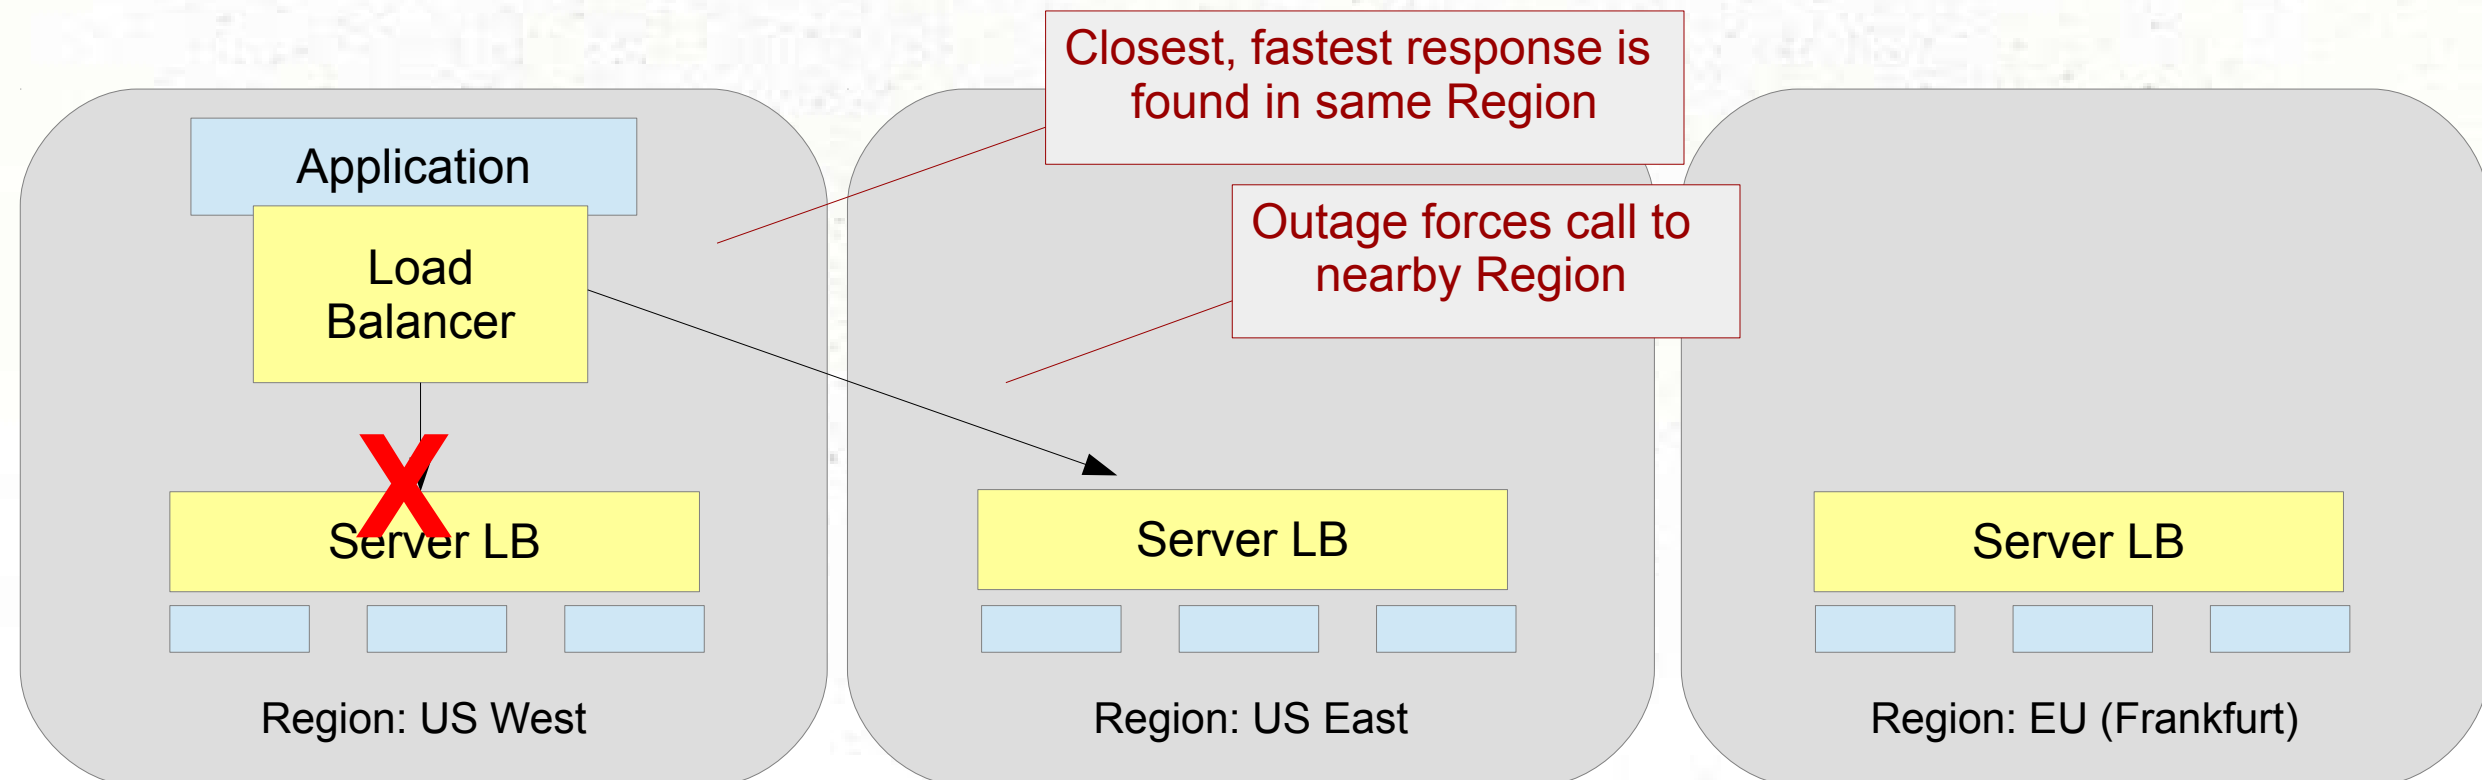 Closest, fastest response is
found in same Region
Application
Outage forces call to
nearby Region
Load
Balancer
X
Server LB
Server LB
Server LB
Region: US West
Region: US East
Region: EU (Frankfurt)